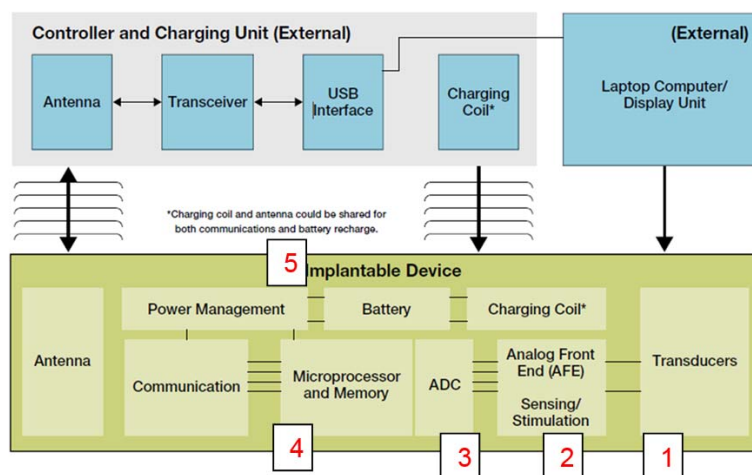 Controller and Charging Unit (External)
(External)
Antenna
Transceiver
USB
Interface
Charging
Coil*
Laptop Computer/
Display Unit
*Charging coil and antenna could be shared for
both communications and battery recharge.
5
Implantable Device
Power Management
Battery
Charging Coil*
Antenna
Communication
Microprocessor
and Memory
ADC
Analog Front
End (AFE)
Sensing/
Stimulation
Transducers
4
3
2
1